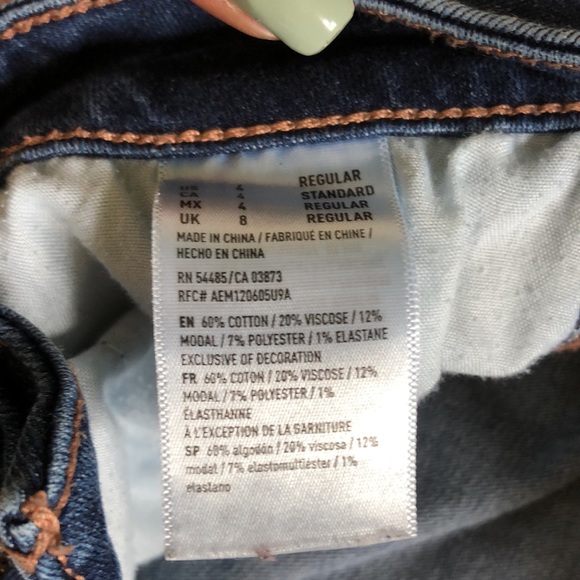 US 4 REGULAR
CA 4 STANDARD
MX 4 REGULAR
UK 8 REGULAR
MADE IN CHINA / FABRIQUÉ EN CHINE /
HECHO EN CHINA
RN 54485/CA 03873
RFC# AEM120605U9A
EN 60% COTTON / 20% VISCOSE / 12%
MODAL / 7% POLYESTER / 1% ELASTANE
EXCLUSIVE OF DECORATION
FR 60% COTON / 20% VISCOSE / 12%
MODAL / 7% POLYESTER / 1%
ÉLASTHANNE
À L'EXCEPTION DE LA GARNITURE
SP 60% algodón / 20% viscosa / 12%
modal / 7% elastomultiéster / 1%
elastano